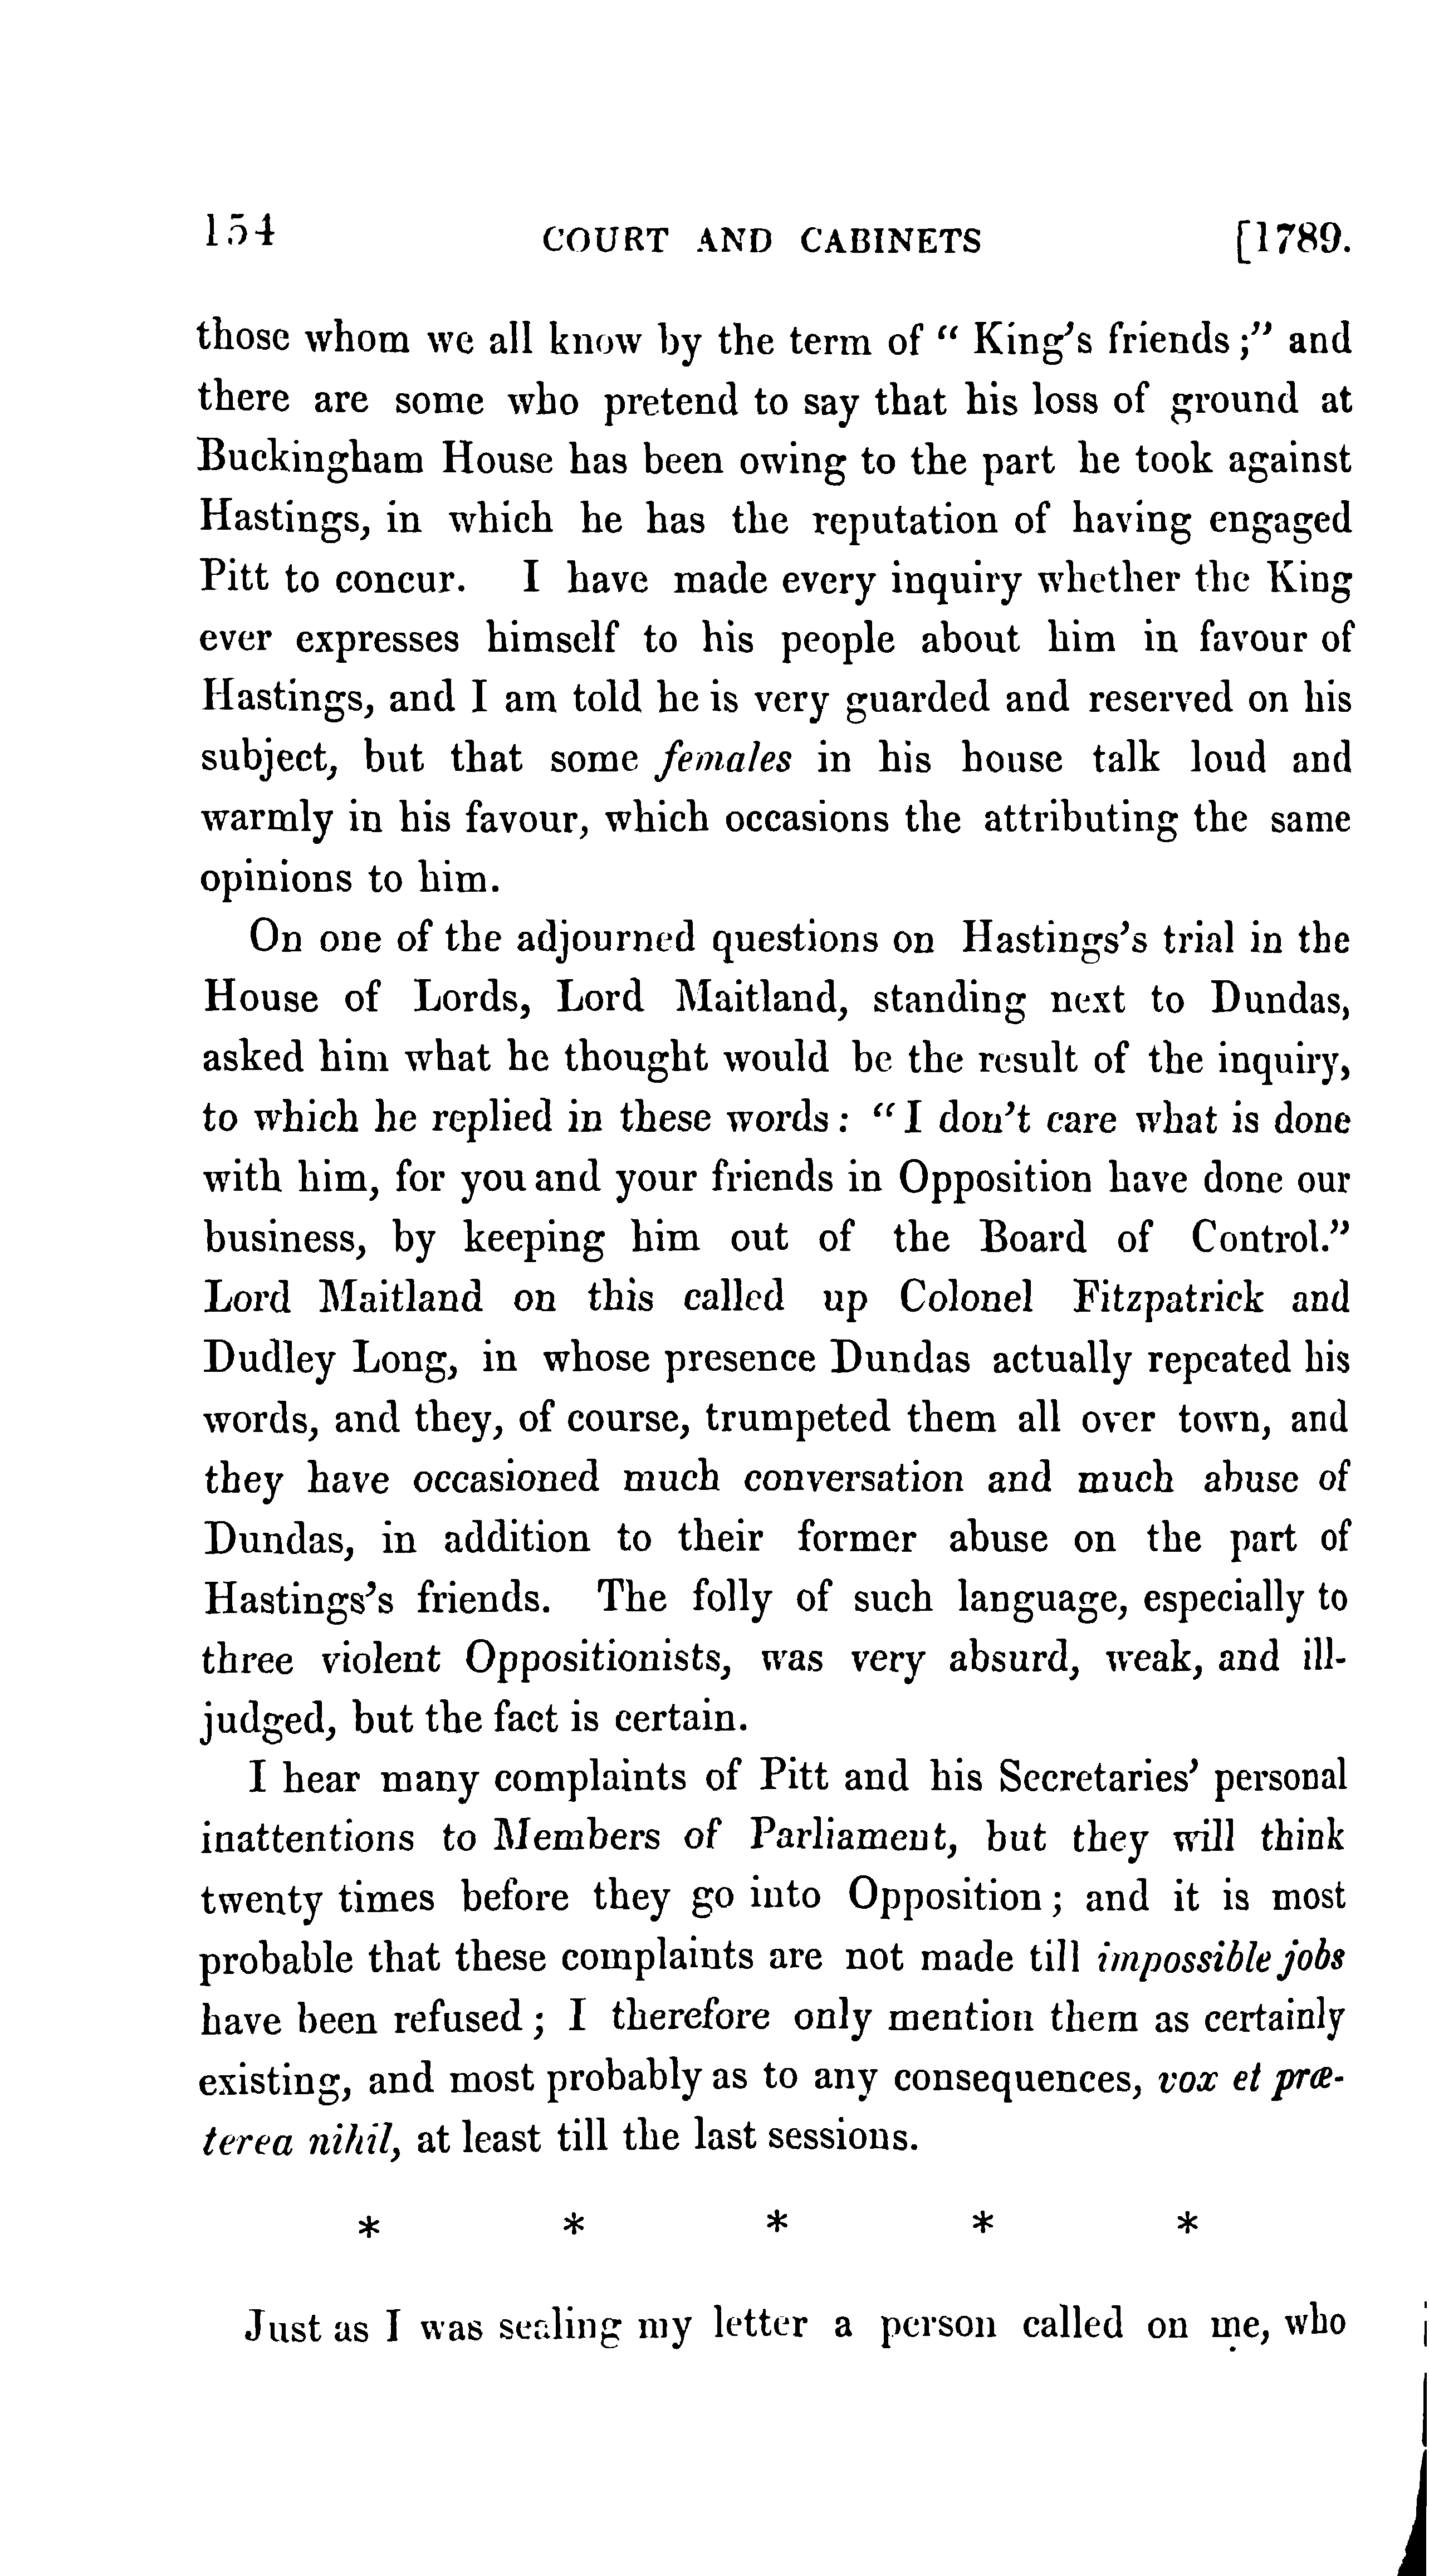 154 COURT AND CABINETS [1789.
those whom we all know by the term of “ King’s friends ;” and
there are some who pretend to say that his loss of ground at
Buckingham House has been owing to the part he took against
Hastings, in which he has the reputation of having engaged
Pitt to concur. I have made every inquiry whether the King
ever expresses himself to his people about him in favour of
Hastings, and I am told he is very guarded and reserved on his
subject, but that some females in his house talk loud and
warmly in his favour, which occasions the attributing the same
opinions to him.
On one of the adjourned questions on Hastings’s trial in the
House of Lords, Lord Maitland, standing next to Dundas,
asked him what he thought would be the result of the inquiry,
to which he replied in these words : “ I don’t care what is done
with him, for you and your friends in Opposition have done our
business, by keeping him out of the Board of Control.”
Lord Maitland on this called up Colonel Fitzpatrick and
Dudley Long, in whose presence Dundas actually repeated his
words, and they, of course, trumpeted them all over town, and
they have occasioned much conversation and much abuse of
Dundas, in addition to their former abuse on the part of
Hastings’s friends. The folly of such language, especially to
three violent Oppositionists, was very absurd, weak, and ill-
judged, but the fact is certain.
I hear many complaints of Pitt and his Secretaries’ personal
inattentions to Members of Parliament, but they will think
twenty times before they go into Opposition ; and it is most
probable that these complaints are not made till impossible jobs
have been refused ; I therefore only mention them as certainly
existing, and most probably as to any consequences, vox et præ-
terea nihil, at least till the last sessions.
* * * * *
Just as I was sealing my letter a person called on me, who